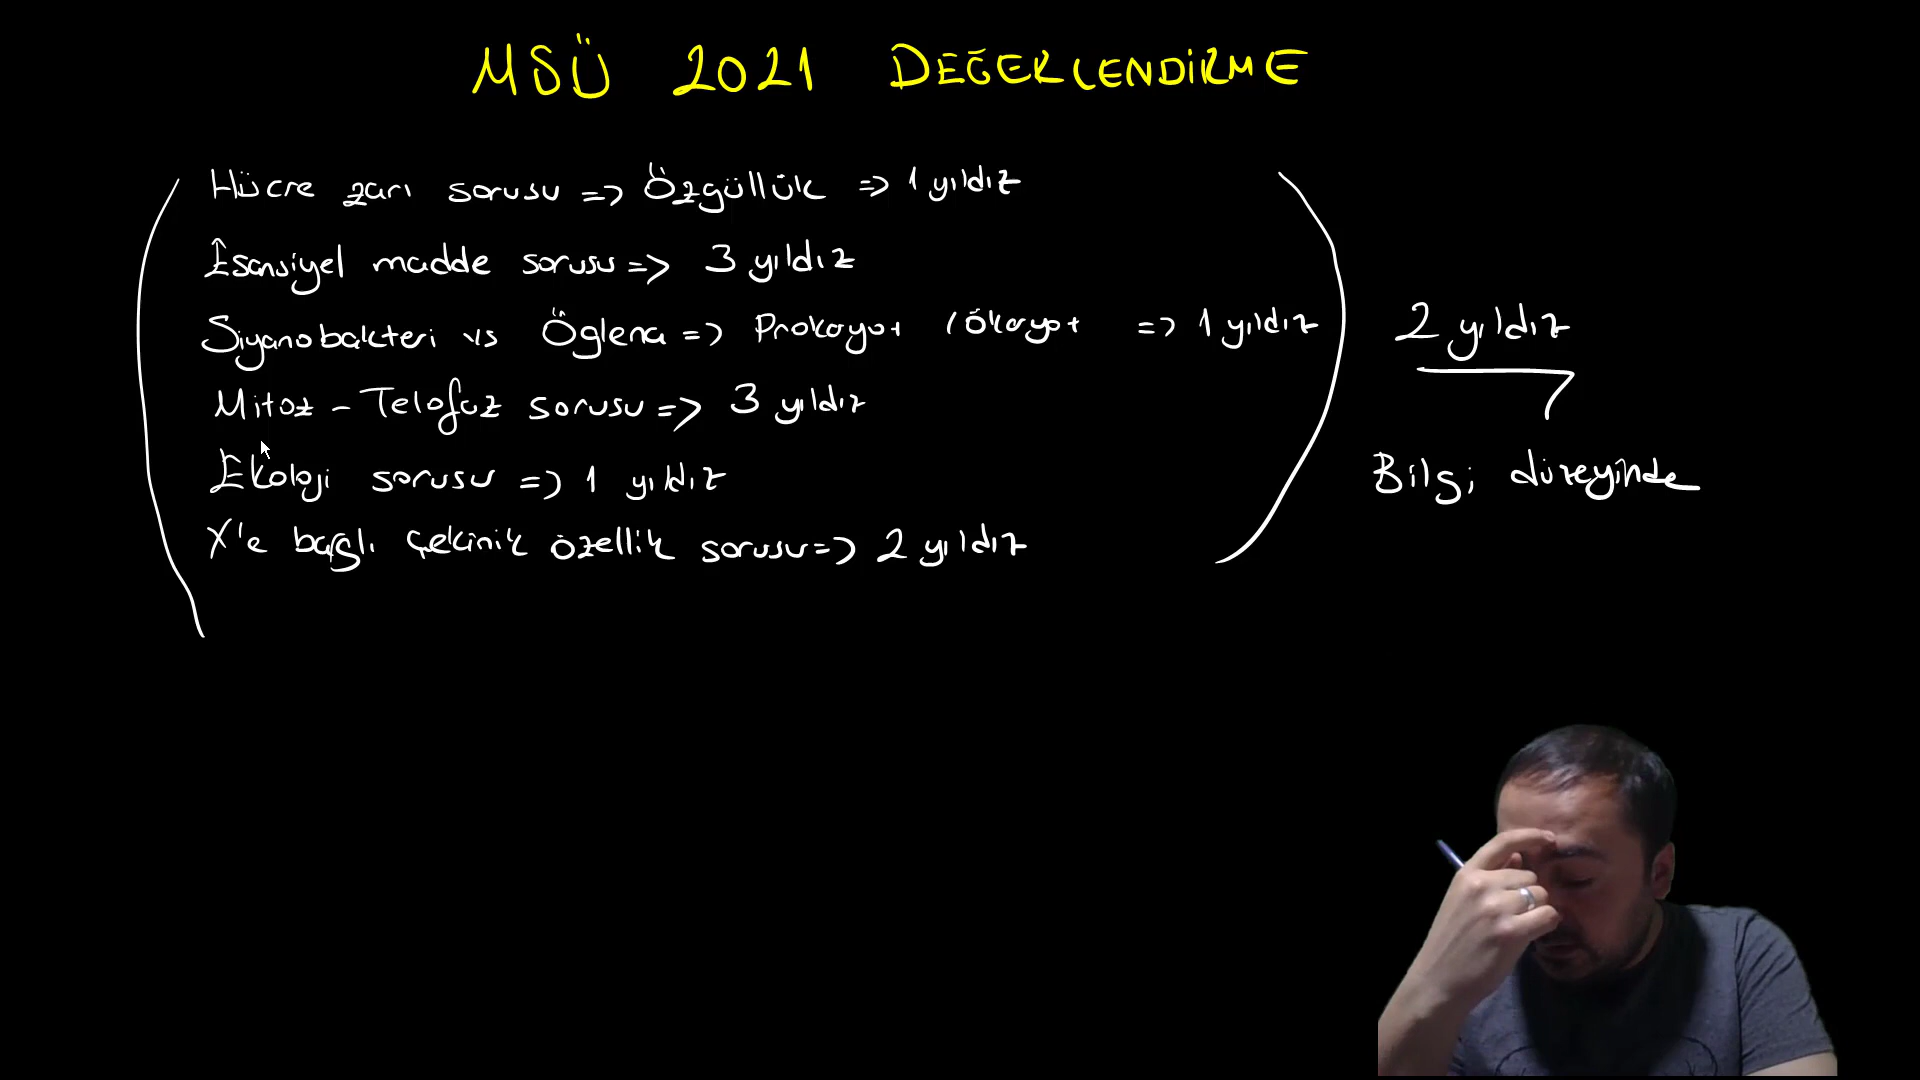 MSÜ 2021 DEĞERLENDİRME
Hücre zarı sorusu => Özgüllük => 1 yıldız
Esansiyel madde sorusu => 3 yıldız
Siyanobakteri vs Öglena => Prokaryot / Ökaryot => 1 yıldız
Mitoz - Telofaz sorusu => 3 yıldız
Ekoloji sorusu => 1 yıldız
X'e bağlı çekinik özellik sorusu => 2 yıldız
2 yıldız
Bilgi düzeyinde